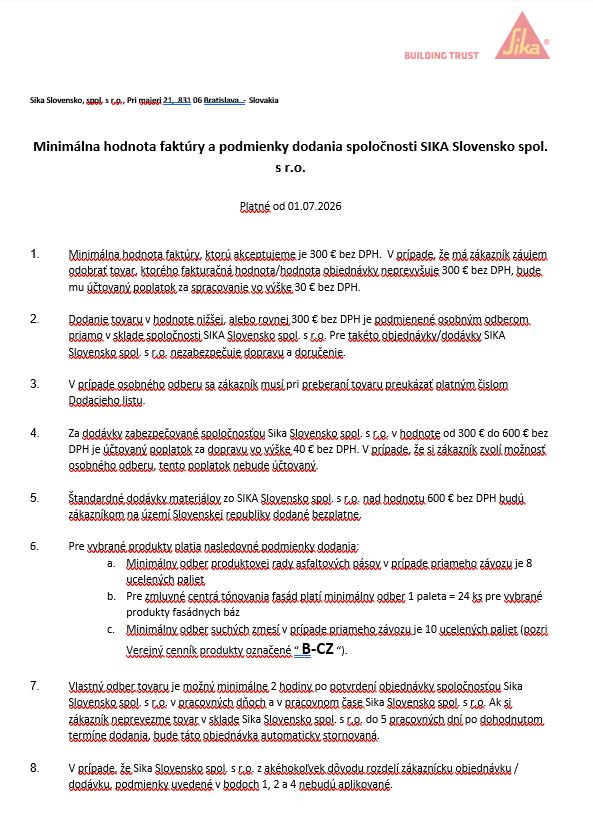 BUILDING TRUST
Sika®
Sika Slovensko, spol. s r.o., Pri majeri 21, 831 06 Bratislava - Slovakia
Minimálna hodnota faktúry a podmienky dodania spoločnosti SIKA Slovensko spol.
s r.o.
Platné od 01.07.2026
1. Minimálna hodnota faktúry, ktorú akceptujeme je 300 € bez DPH. V prípade, že má zákazník záujem
odobrať tovar, ktorého fakturačná hodnota/hodnota objednávky neprevyšuje 300 € bez DPH, bude
mu účtovaný poplatok za spracovanie vo výške 30 € bez DPH.
2. Dodanie tovaru v hodnote nižšej, alebo rovnej 300 € bez DPH je podmienené osobným odberom
priamo v sklade spoločnosti SIKA Slovensko spol. s r.o. Pre takéto objednávky/dodávky SIKA
Slovensko spol. s r.o. nezabezpečuje dopravu a doručenie.
3. V prípade osobného odberu sa zákazník musí pri preberaní tovaru preukázať platným čislom
Dodacieho listu.
4. Za dodávky zabezpečované spoločnosťou Sika Slovensko spol. s r.o. v hodnote od 300 € do 600 € bez
DPH je účtovaný poplatok za dopravu vo výške 40 € bez DPH. V prípade, že si zákazník zvolí možnosť
osobného odberu, tento poplatok nebude účtovaný.
5. Štandardné dodávky materiálov zo SIKA Slovensko spol. s r.o. nad hodnotu 600 € bez DPH budú
zákazníkom na území Slovenskej republiky dodané bezplatne.
6. Pre vybrané produkty platia nasledovné podmienky dodania:
a. Minimálny odber produktovej rady asfaltových pásov v prípade priameho závozu je 8
ucelených paliet
b. Pre zmluvné centrá tónovania fasád platí minimálny odber 1 paleta = 24 ks pre vybrané
produkty fasádnych báz
c. Minimálny odber suchých zmesí v prípade priameho závozu je 10 ucelených paliet (pozri
Verejný cenník produkty označené “ B-CZ “).
7. Vlastný odber tovaru je možný minimálne 2 hodiny po potvrdení objednávky spoločnosťou Sika
Slovensko spol. s r.o. v pracovných dňoch a v pracovnom čase Sika Slovensko spol. s r.o. Ak si
zákazník neprevezme tovar v sklade Sika Slovensko spol. s r.o. do 5 pracovných dní po dohodnutom
termíne dodania, bude táto objednávka automaticky stornovaná.
8. V prípade, že Sika Slovensko spol. s r.o. z akéhokoľvek dôvodu rozdelí zákaznícku objednávku /
dodávku, podmienky uvedené v bodoch 1, 2 a 4 nebudú aplikované.